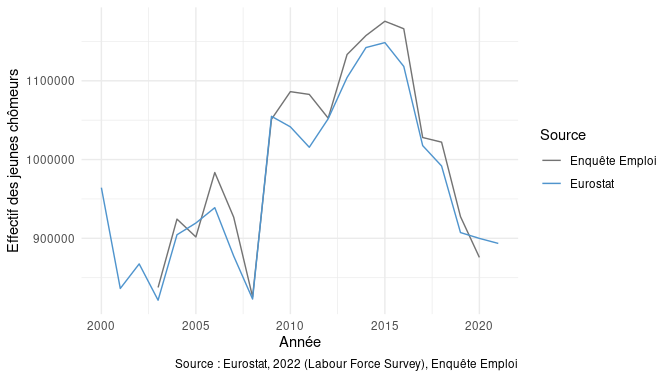 Effectif des jeunes chômeurs
1100000
1000000
900000
2000 2005 2010 2015 2020
Année
Source
Enquête Emploi
Eurostat
Source : Eurostat, 2022 (Labour Force Survey), Enquête Emploi